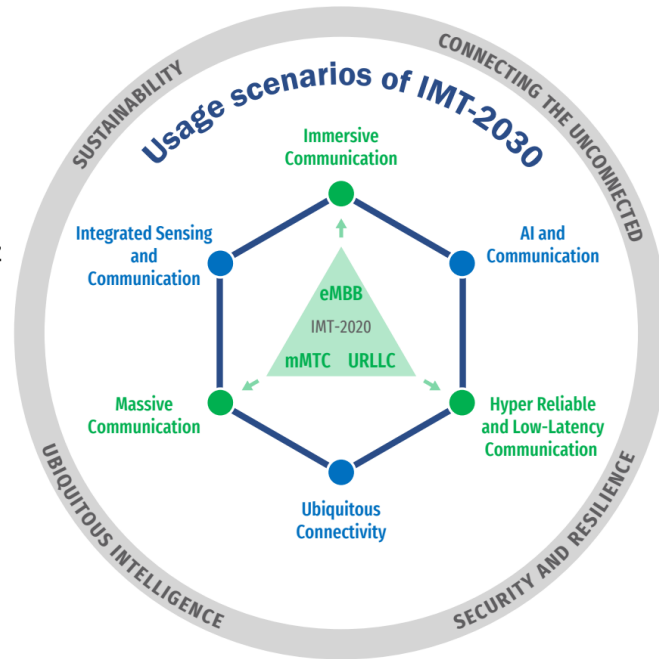 SUSTAINABILITY
CONNECTING THE UNCONNECTED
Usage scenarios of IMT-2030
Immersive
Communication
Integrated Sensing
and
Communication
AI and
Communication
eMBB
IMT-2020
mMTC URLLC
Massive
Communication
Hyper Reliable
and Low-Latency
Communication
Ubiquitous
Connectivity
UBIQUITOUS INTELLIGENCE
SECURITY AND RESILIENCE